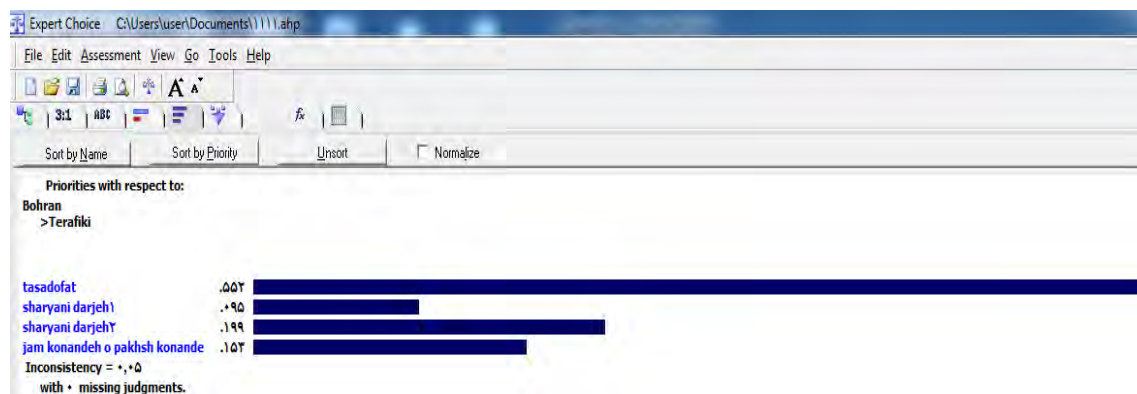 Expert Choice C:\Users\user\Documents\۱۱۱۱.ahp
File Edit Assessment View Go Tools Help
A A
3:1 ABC fx
Sort by Name Sort by Priority Unsort Normalize
Priorities with respect to:
Bohran
>Terafiki
tasadofat .۵۵۲
sharyani darjeh۱ .۰۹۵
sharyani darjeh۲ .۱۹۹
jam konandeh o pakhsh konande .۱۵۳
Inconsistency = ۰,۰۵
with ۰ missing judgments.